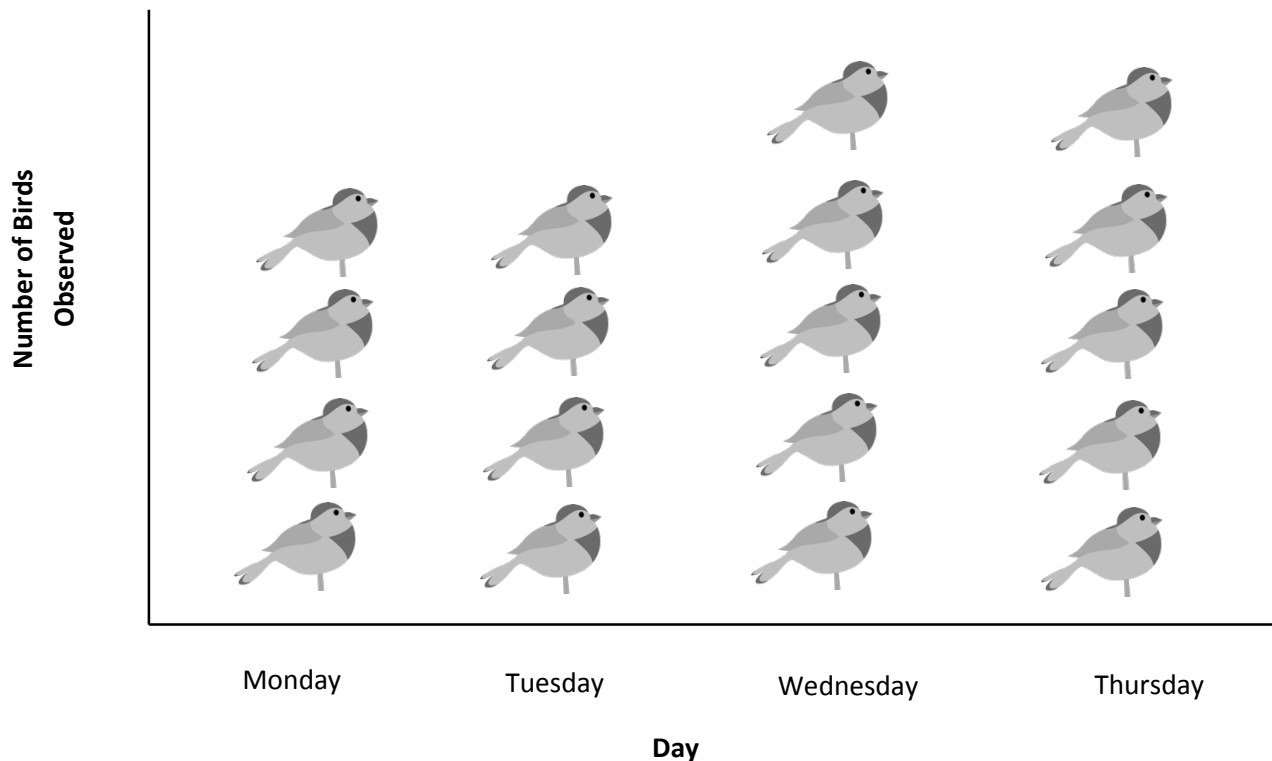 Number of Birds
Observed
Monday
Tuesday
Wednesday
Thursday
Day